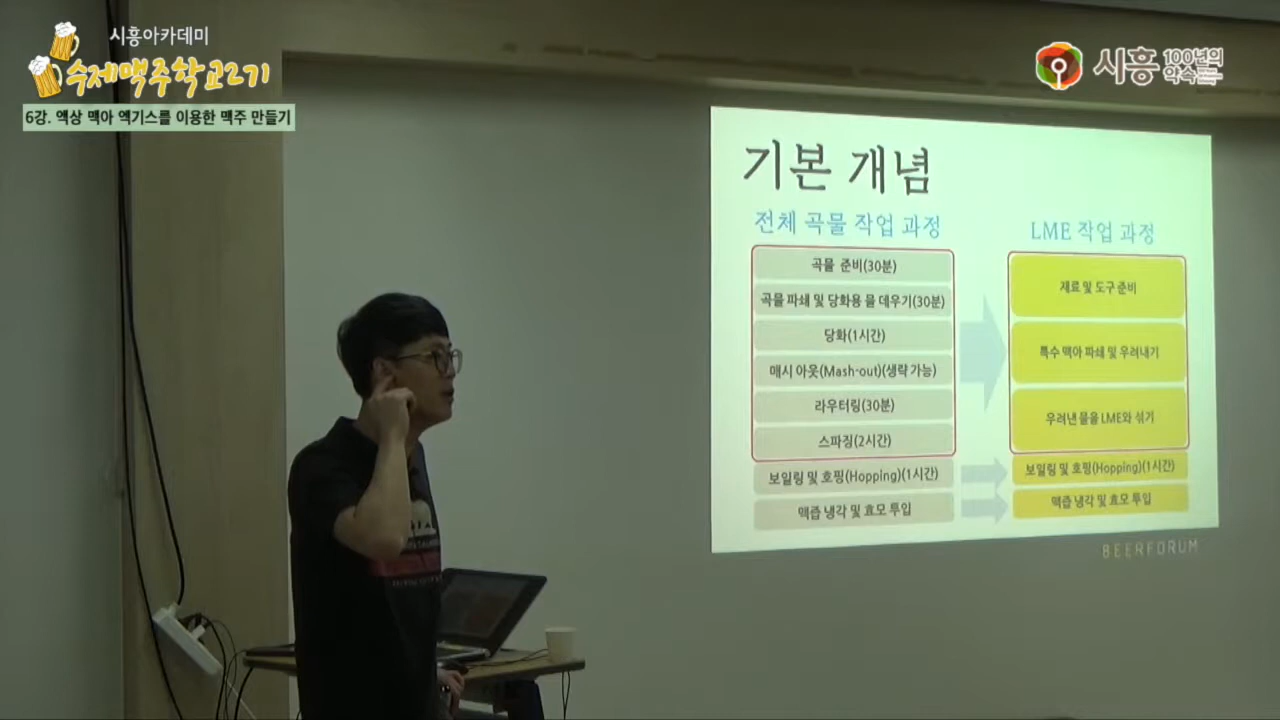 시흥아카데미
수제맥주학교2기
6강. 액상 맥아 엑기스를 이용한 맥주 만들기
시흥 100년의 약속
기본 개념
전체 곡물 작업 과정
곡물 준비(30분)
곡물 파쇄 및 당화용 물 데우기(30분)
당화(1시간)
매시 아웃(Mash-out)(생략 가능)
라우터링(30분)
스파징(2시간)
보일링 및 호핑(Hopping)(1시간)
맥즙 냉각 및 효모 투입
LME 작업 과정
재료 및 도구 준비
특수 맥아 파쇄 및 우려내기
우려낸 물을 LME와 섞기
보일링 및 호핑(Hopping)(1시간)
맥즙 냉각 및 효모 투입
BEERFORUM